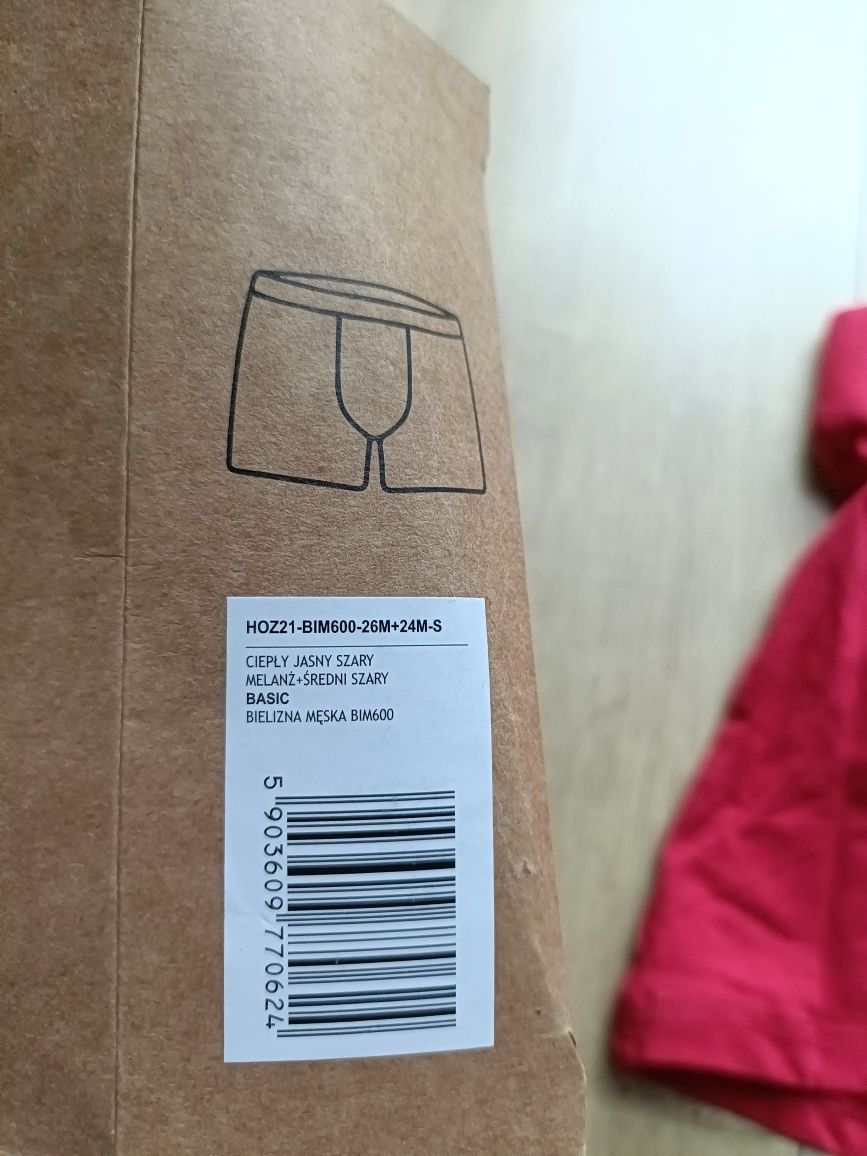 HOZ21-BIM600-26M+24M-S
CIEPŁY JASNY SZARY
MELANŻ+ŚREDNI SZARY
BASIC
BIELIZNA MĘSKA BIM600
5 903609 770624